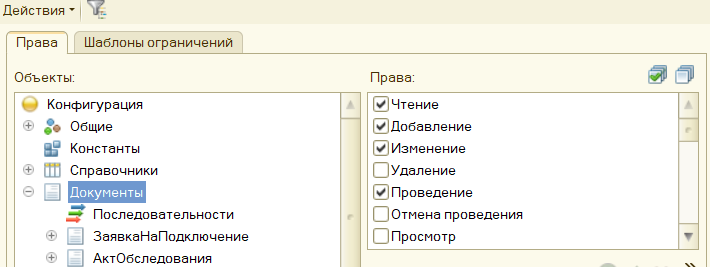 Действия
Права
Шаблоны ограничений
Объекты:
Конфигурация
Общие
Константы
Справочники
Документы
Последовательности
ЗаявкаНаПодключение
АктОбследования
Права:
Чтение
Добавление
Изменение
Удаление
Проведение
Отмена проведения
Просмотр